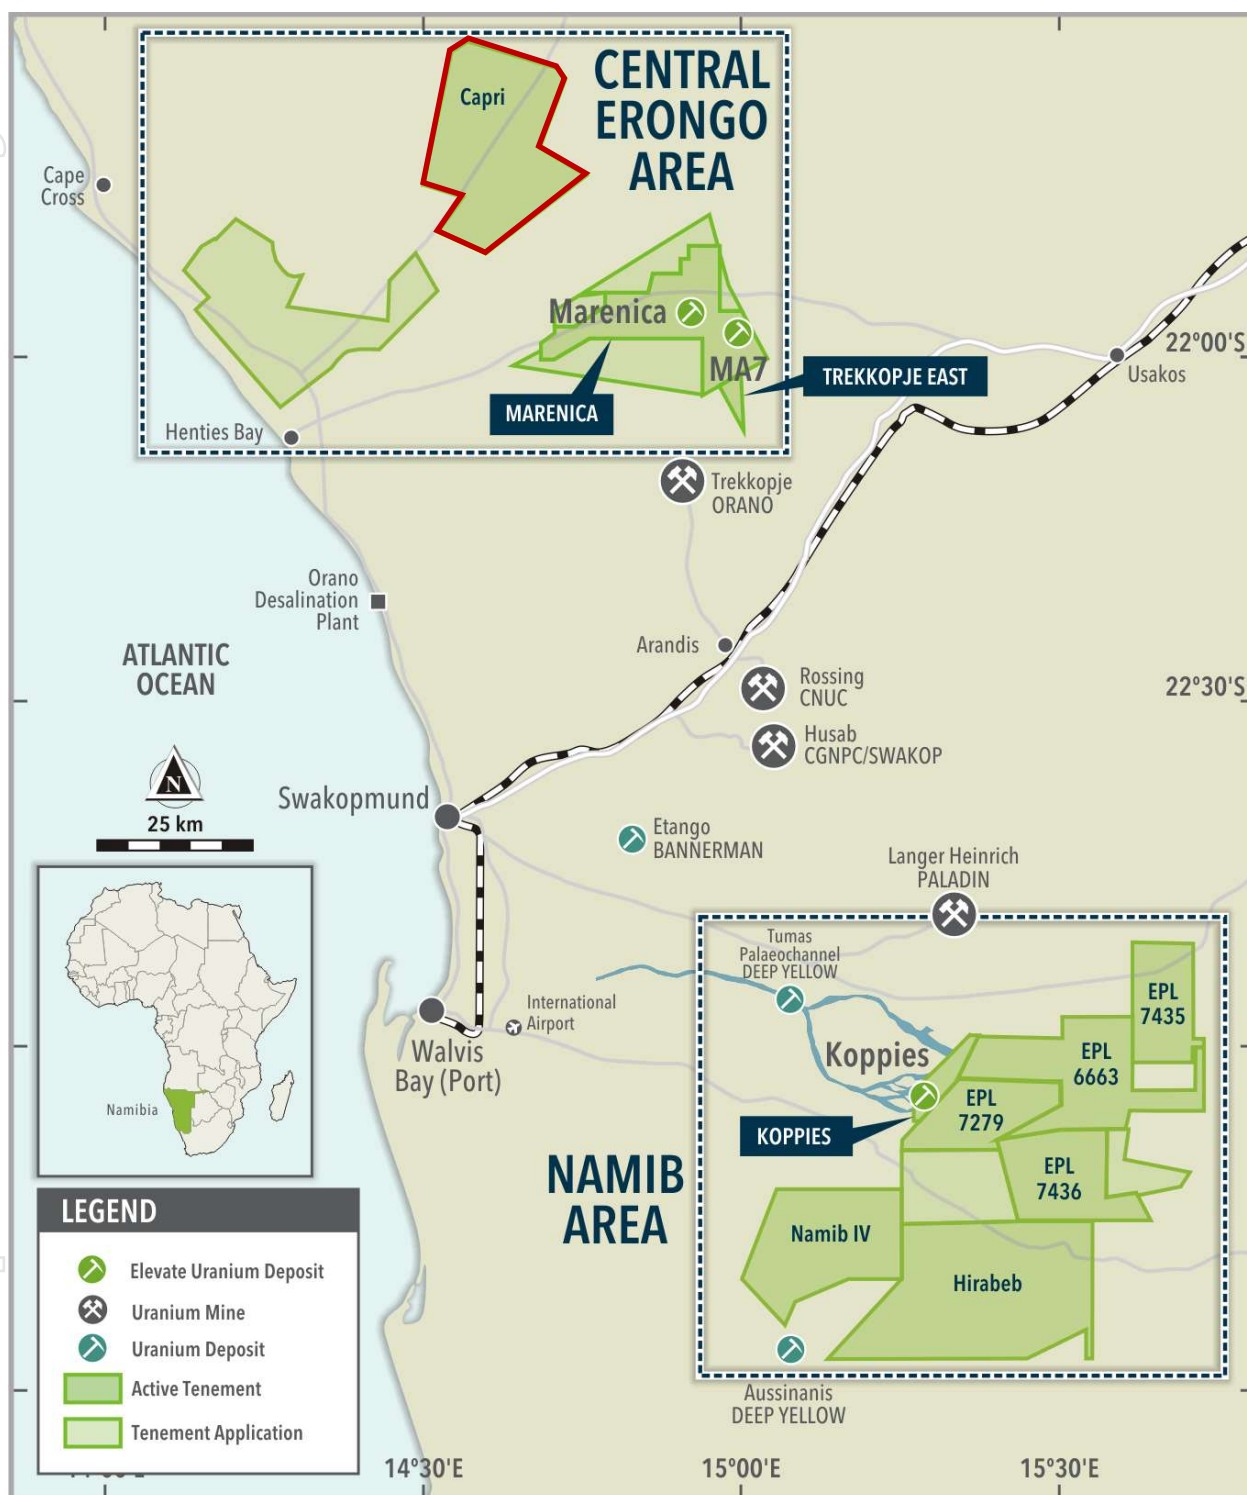 CENTRAL
ERONGO
AREA
Capri
Cape
Cross
Marenica
MA7
TREKKOPJE EAST
MARENICA
22°00'S
Usakos
Henties Bay
Trekkopje
ORANO
Orano
Desalination
Plant
ATLANTIC
OCEAN
Arandis
Rossing
CNUC
22°30'S
Husab
CGNPC/SWAKOP
N
25 km
Swakopmund
Etango
BANNERMAN
Langer Heinrich
PALADIN
Tumas
Palaeochannel
DEEP YELLOW
International
Airport
Walvis
Bay (Port)
Koppies
EPL
7435
EPL
6663
EPL
7279
KOPPIES
EPL
7436
Namibia
NAMIB
AREA
Namib IV
Hirabeb
Aussinanis
DEEP YELLOW
LEGEND
Elevate Uranium Deposit
Uranium Mine
Uranium Deposit
Active Tenement
Tenement Application
14°30'E
15°00'E
15°30'E